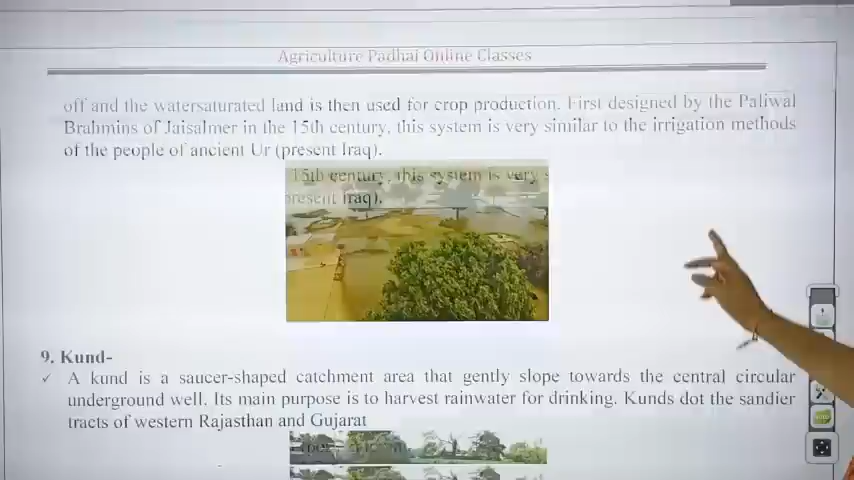 Agriculture Padhai Online Classes
off and the watersaturated land is then used for crop production. First designed by the Paliwal
Brahmins of Jaisalmer in the 15th century, this system is very similar to the irrigation methods
of the people of ancient Ur (present Iraq).
15th century, this system is very s
present Iraq).
9. Kund-
✓ A kund is a saucer-shaped catchment area that gently slope towards the central circular
underground well. Its main purpose is to harvest rainwater for drinking. Kunds dot the sandier
tracts of western Rajasthan and Gujarat